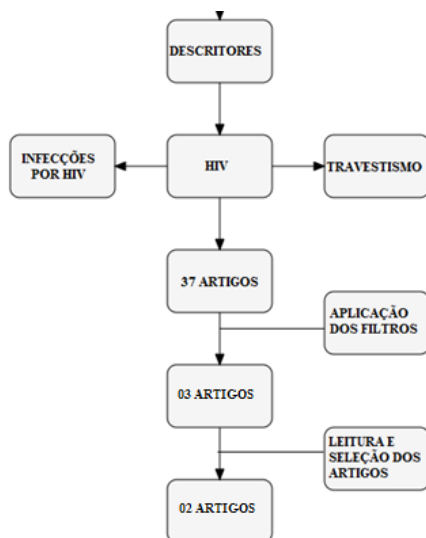 DESCRITORES
INFECÇÕES
POR HIV
HIV
TRAVESTISMO
37 ARTIGOS
APLICAÇÃO
DOS FILTROS
03 ARTIGOS
LEITURA E
SELEÇÃO DOS
ARTIGOS
02 ARTIGOS